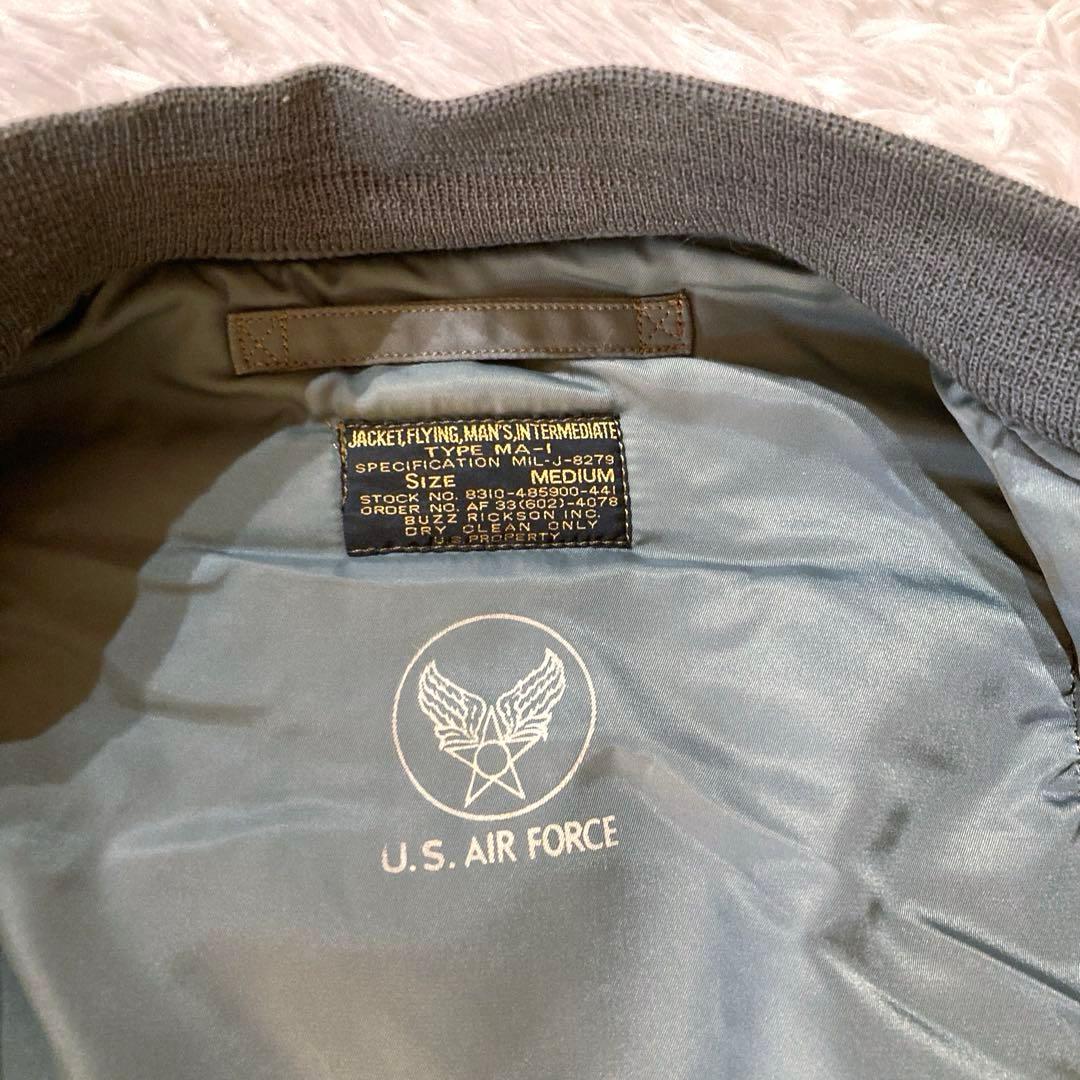 JACKET,FLYING,MAN'S,INTERMEDIATE
TYPE MA-1
SPECIFICATION MIL-J-8279
SIZE MEDIUM
STOCK NO. 8310-485900-441
ORDER NO. AF 33(602)-4078
BUZZ RICKSON INC.
DRY CLEAN ONLY
U.S.PROPERTY
U.S. AIR FORCE